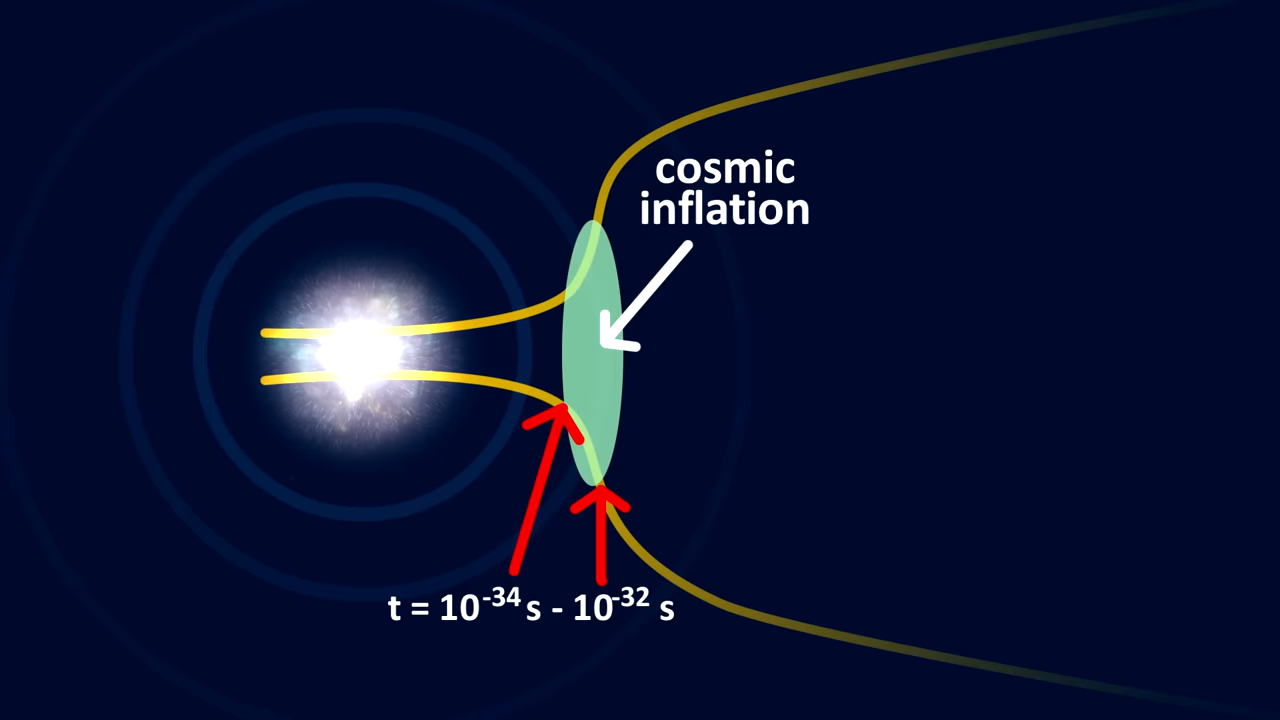 cosmic
inflation
t = 10⁻³⁴ s - 10⁻³² s